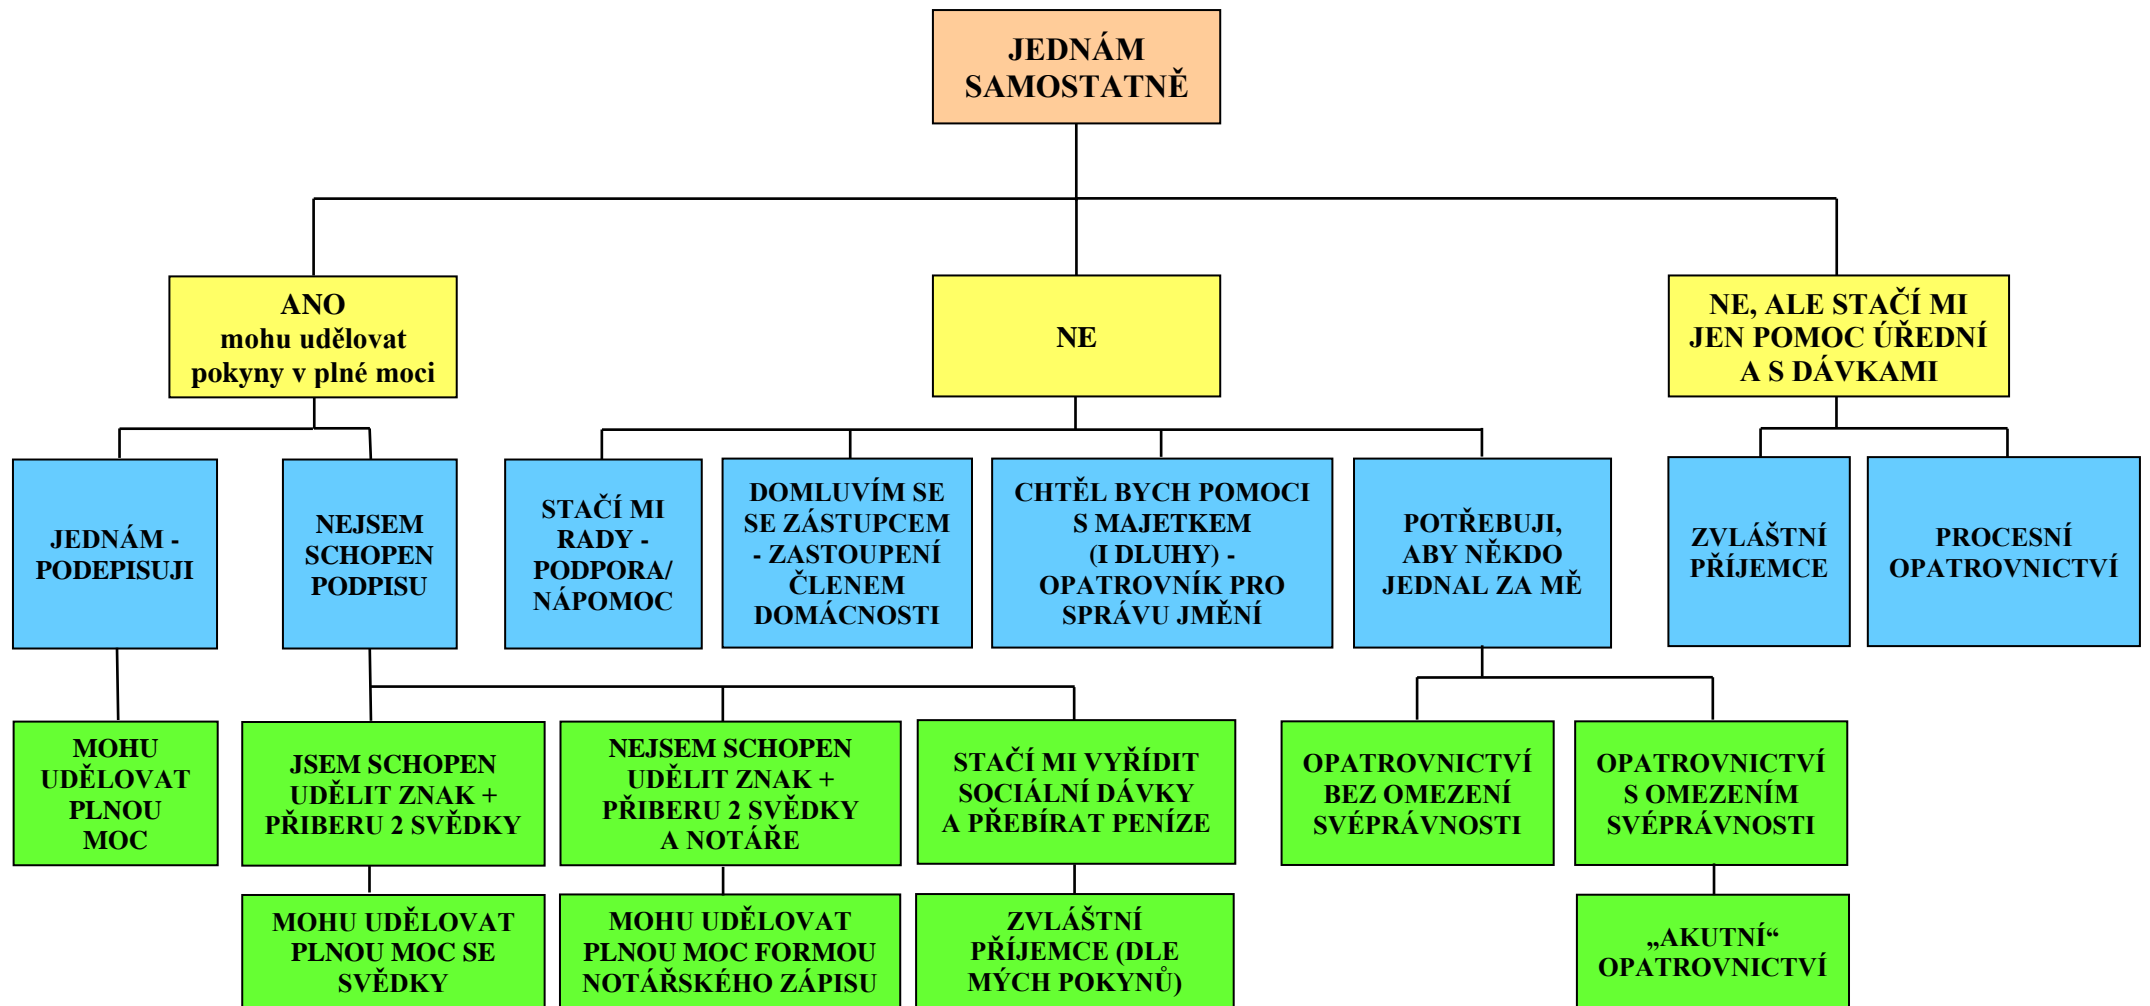 JEDNÁM
SAMOSTATNĚ
ANO
mohu udělovat
pokyny v plné moci
NE
NE, ALE STAČÍ MI
JEN POMOC ÚŘEDNÍ
A S DÁVKAMI
JEDNÁM -
PODEPISUJI
NEJSEM
SCHOPEN
PODPISU
STAČÍ MI
RADY -
PODPORA/
NÁPOMOC
DOMLUVÍM SE
SE ZÁSTUPCEM
- ZASTOUPENÍ
ČLENEM
DOMÁCNOSTI
CHTĚL BYCH POMOCI
S MAJETKEM
(I DLUHY) -
OPATROVNÍK PRO
SPRÁVU JMĚNÍ
POTŘEBUJI,
ABY NĚKDO
JEDNAL ZA MĚ
ZVLÁŠTNÍ
PŘÍJEMCE
PROCESNÍ
OPATROVNICTVÍ
MOHU
UDĚLOVAT
PLNOU
MOC
JSEM SCHOPEN
UDĚLIT ZNAK +
PŘIBERU 2 SVĚDKY
NEJSEM SCHOPEN
UDĚLIT ZNAK +
PŘIBERU 2 SVĚDKY
A NOTÁŘE
STAČÍ MI VYŘÍDIT
SOCIÁLNÍ DÁVKY
A PŘEBÍRAT PENÍZE
OPATROVNICTVÍ
BEZ OMEZENÍ
SVÉPRÁVNOSTI
OPATROVNICTVÍ
S OMEZENÍM
SVÉPRÁVNOSTI
MOHU UDĚLOVAT
PLNOU MOC SE
SVĚDKY
MOHU UDĚLOVAT
PLNOU MOC FORMOU
NOTÁŘSKÉHO ZÁPISU
ZVLÁŠTNÍ
PŘÍJEMCE (DLE
MÝCH POKYNŮ)
„AKUTNÍ“
OPATROVNICTVÍ